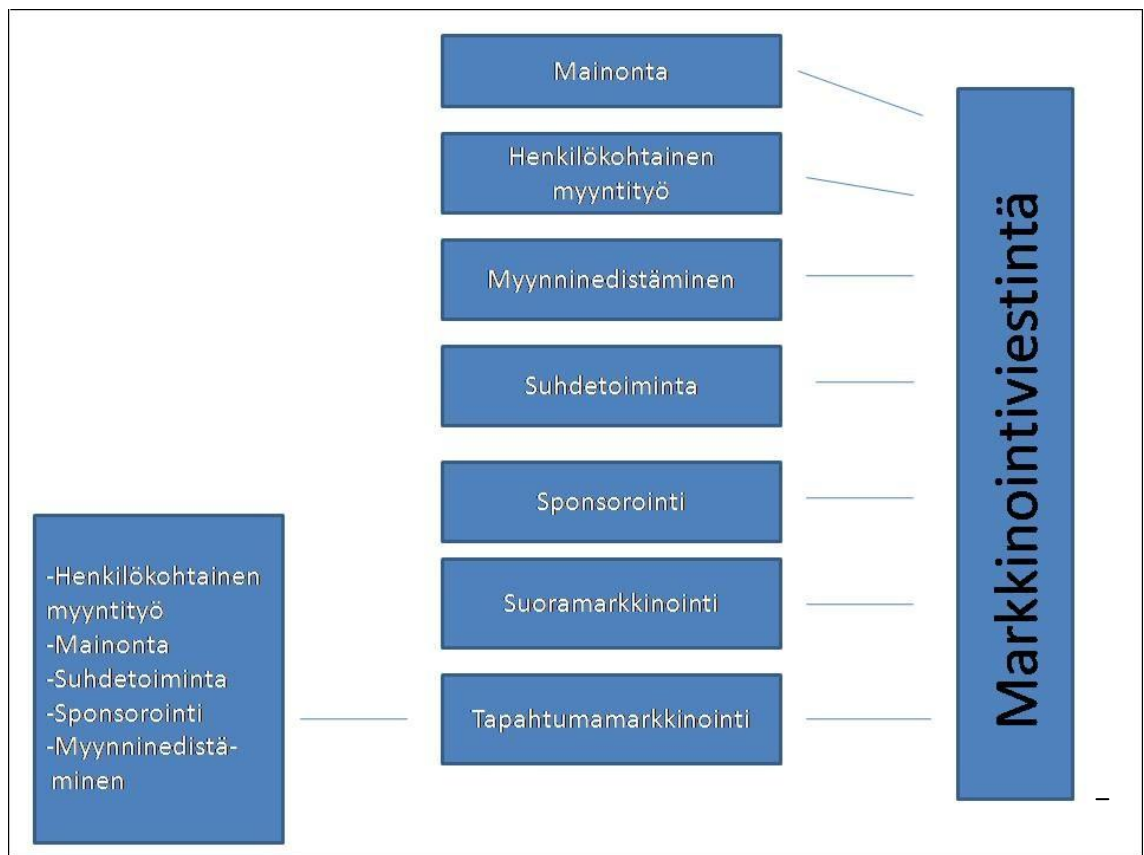 Mainonta
Henkilökohtainen
myyntityö
Myynninedistäminen
Suhdetoiminta
Sponsorointi
Suoramarkkinointi
Tapahtumamarkkinointi
-Henkilökohtainen
myyntityö
-Mainonta
-Suhdetoiminta
-Sponsorointi
-Myynninedistä-
minen
Markkinointiviestintä